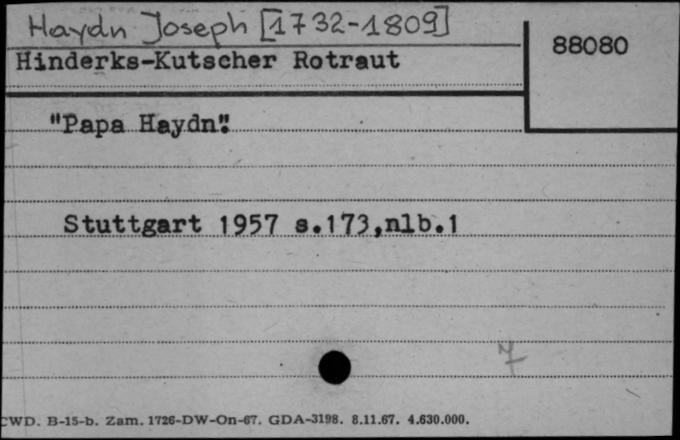 Haydn Joseph [1732-1809]
88080
Hinderks-Kutscher Rotraut
"Papa Haydn".
Stuttgart 1957 s.173,nlb.1
CWD. B-15-b. Zam. 1726-DW-On-67. GDA-3198. 8.11.67. 4.630.000.